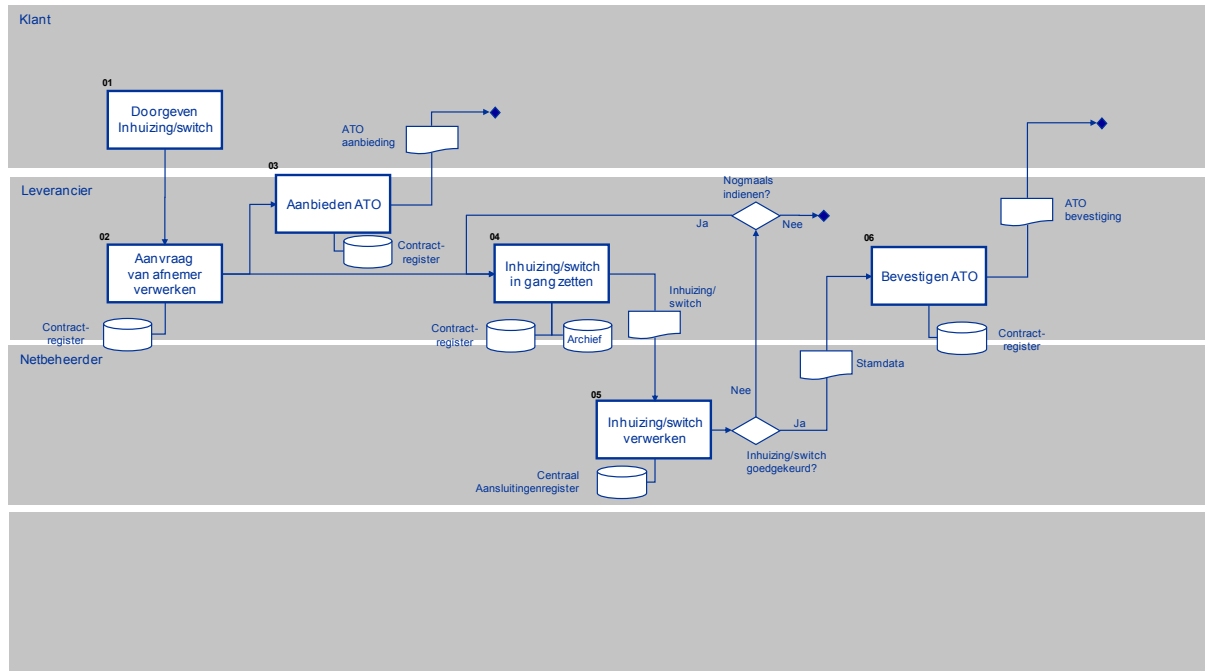 Klant
01
Doorgeven
Inhuizing/switch
ATO
aanbieding
Leverancier
03
Aanbieden ATO
Contract-
register
02
Aanvraag
van afnemer
verwerken
Contract-
register
04
Inhuizing/switch
in gang zetten
Contract-
register
Archief
Inhuizing/
switch
Nogmaals
indienen?
Ja
Nee
06
Bevestigen ATO
Contract-
register
ATO
bevestiging
Netbeheerder
05
Inhuizing/switch
verwerken
Centraal
Aansluitingenregister
Nee
Ja
Inhuizing/switch
goedgekeurd?
Stamdata